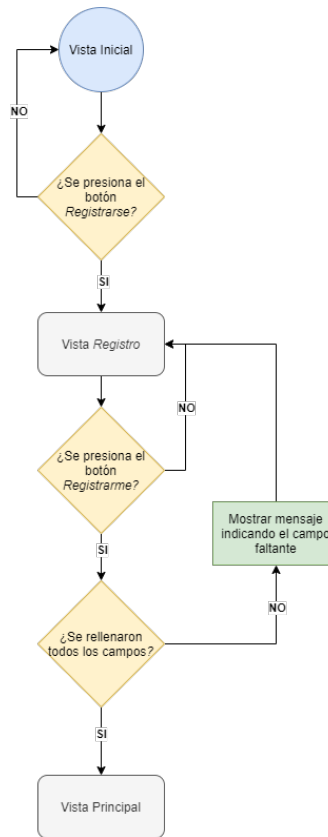 Vista Inicial
NO
¿Se presiona el
botón
Registrarse?
SI
Vista Registro
NO
¿Se presiona el
botón
Registrarme?
Mostrar mensaje
indicando el campo
faltante
SI
NO
¿Se rellenaron
todos los campos?
SI
Vista Principal